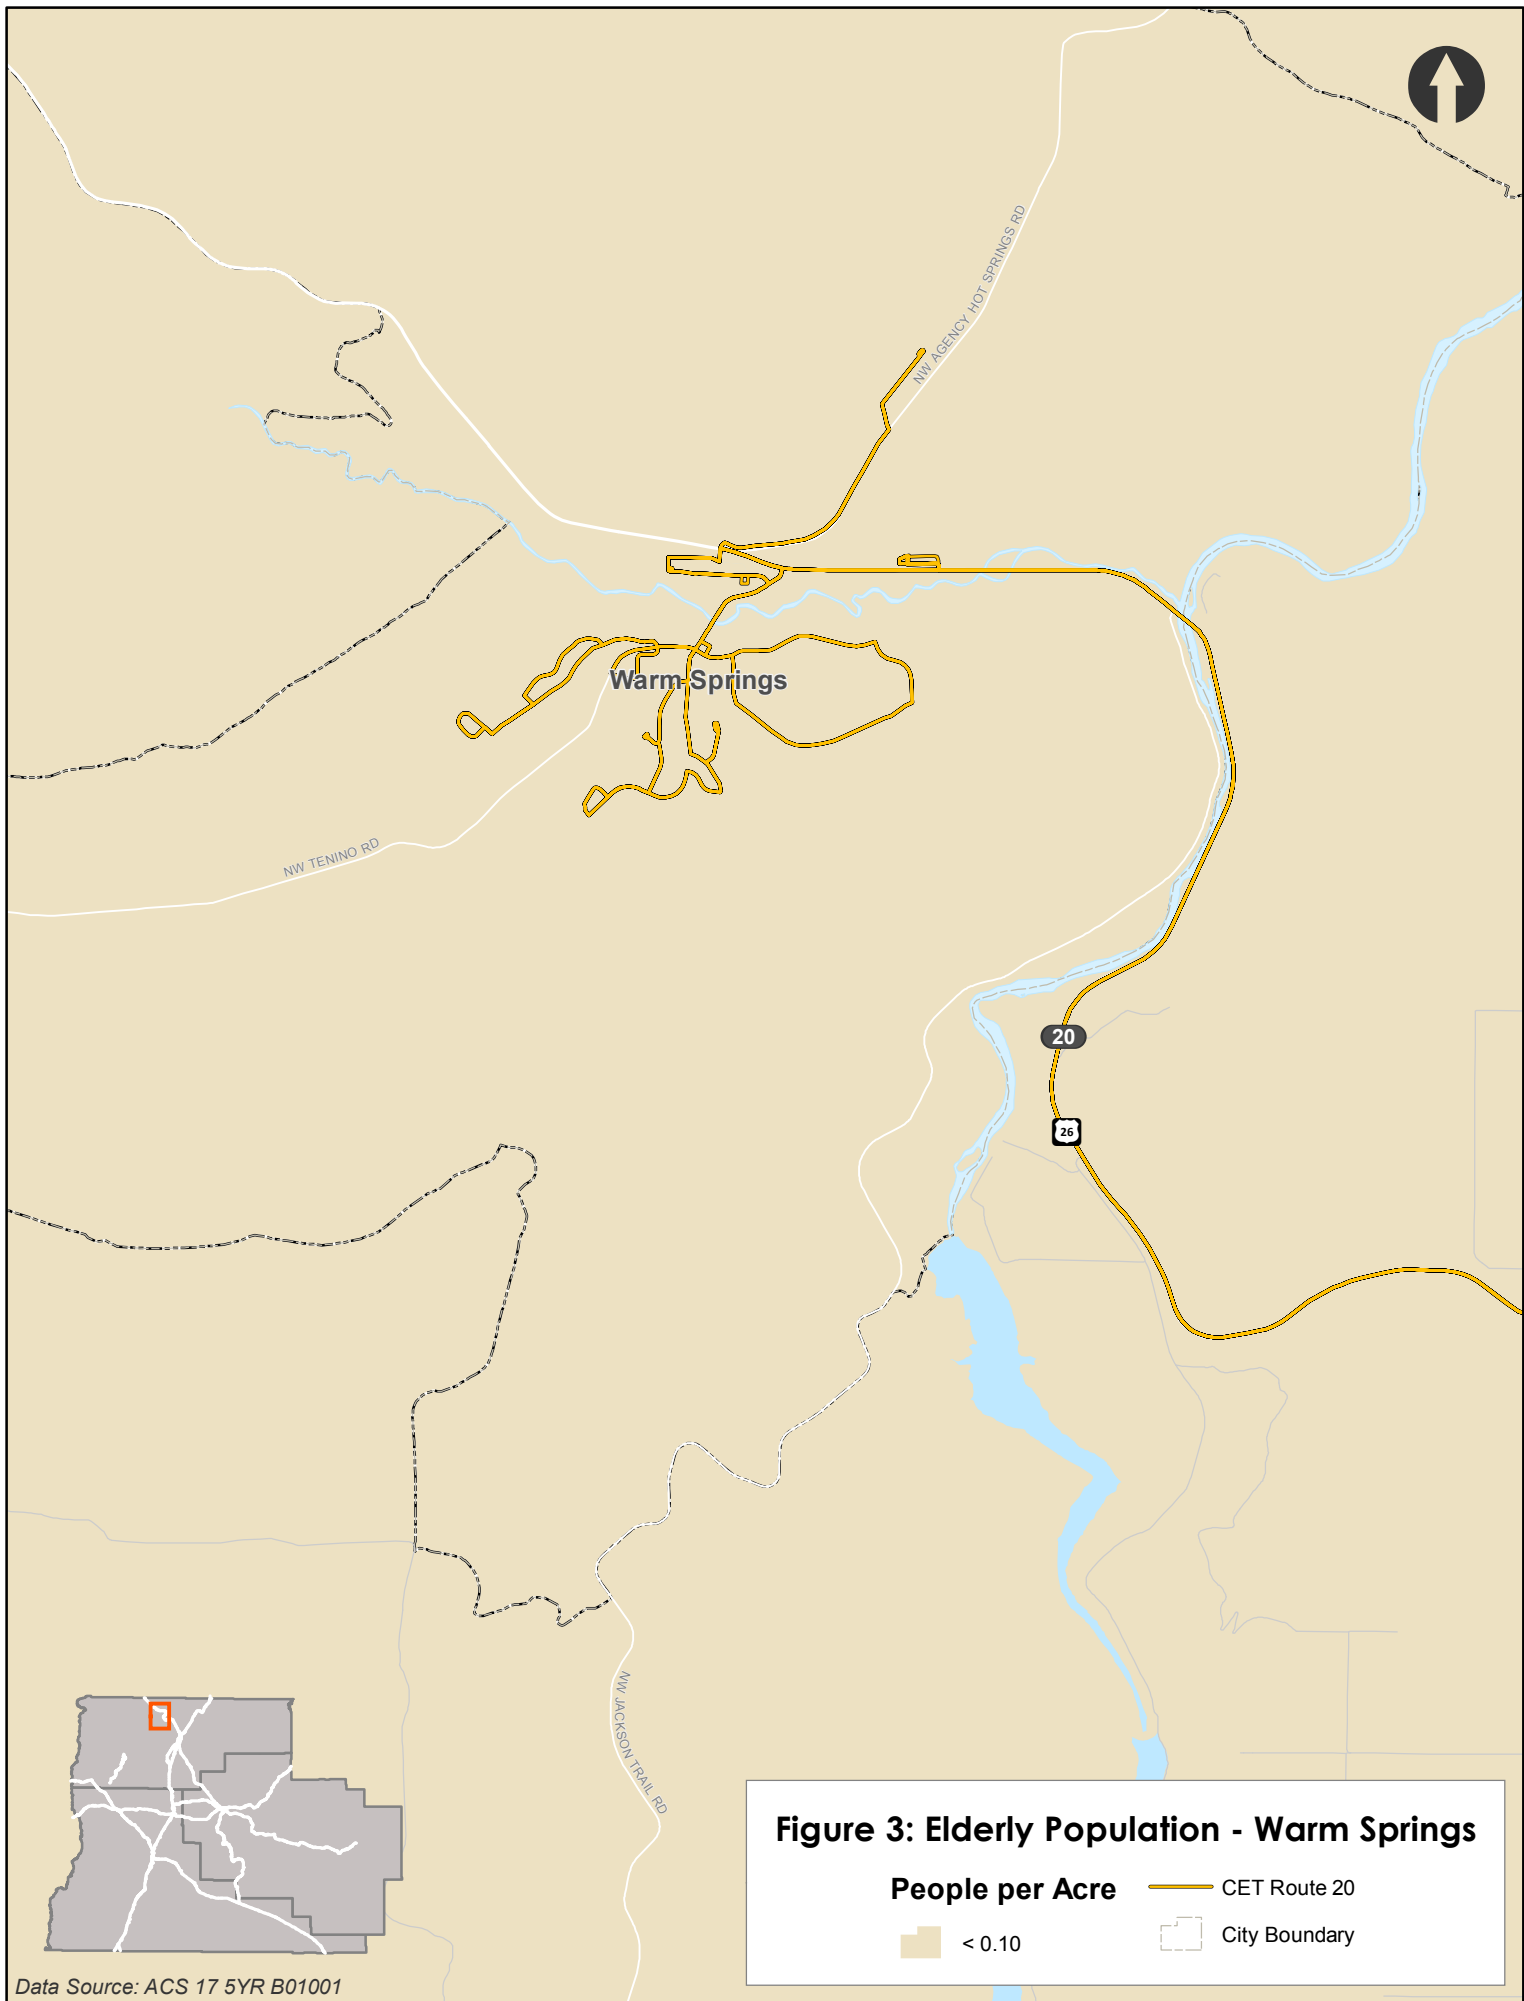 NW AGENCY HOT SPRINGS RD
Warm Springs
NW TENINO RD
20
26
NW JACKSON TRAIL RD
Figure 3: Elderly Population - Warm Springs
People per Acre
CET Route 20
< 0.10
City Boundary
Data Source: ACS 17 5YR B01001